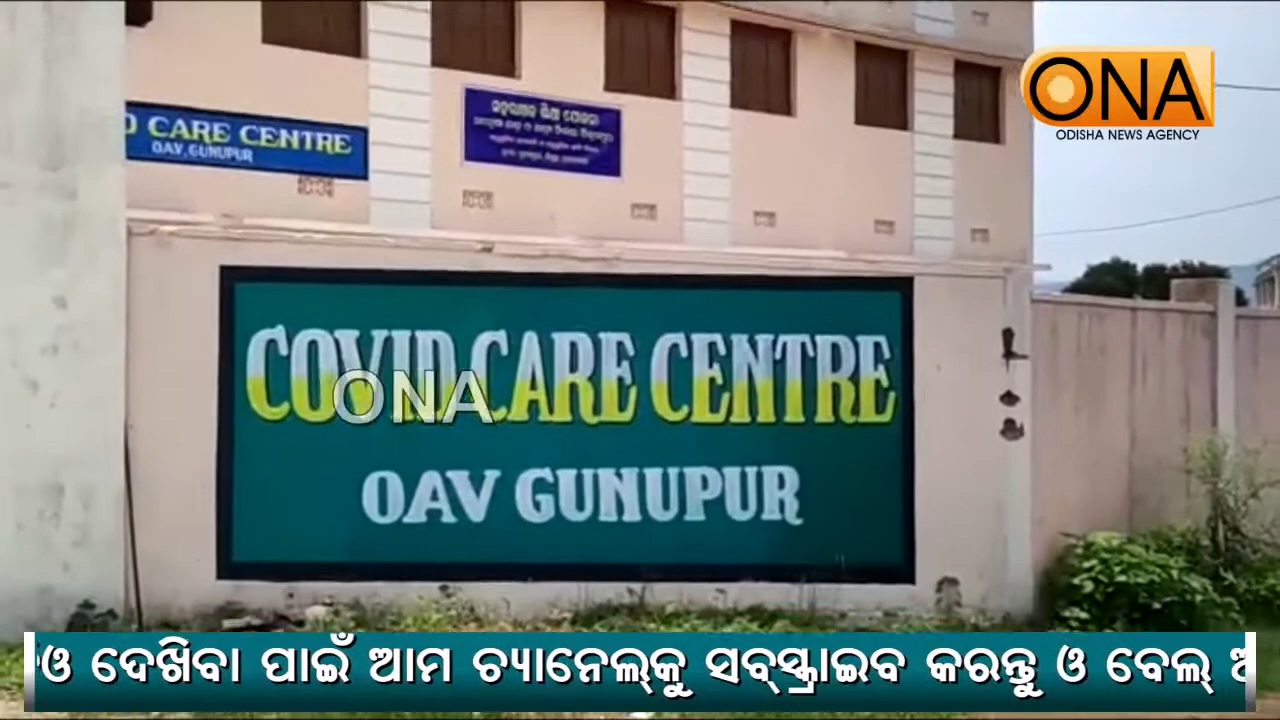 ONA
ODISHA NEWS AGENCY
CARE CENTRE
OAV, GUNUPUR
COVID CARE CENTRE
ONA
OAV GUNUPUR
ଦେଖିବା ପାଇଁ ଆମ ଚ୍ୟାନେଲ୍‌କୁ ସବ୍‌ସ୍କ୍ରାଇବ କରନ୍ତୁ ଓ ବେଲ୍